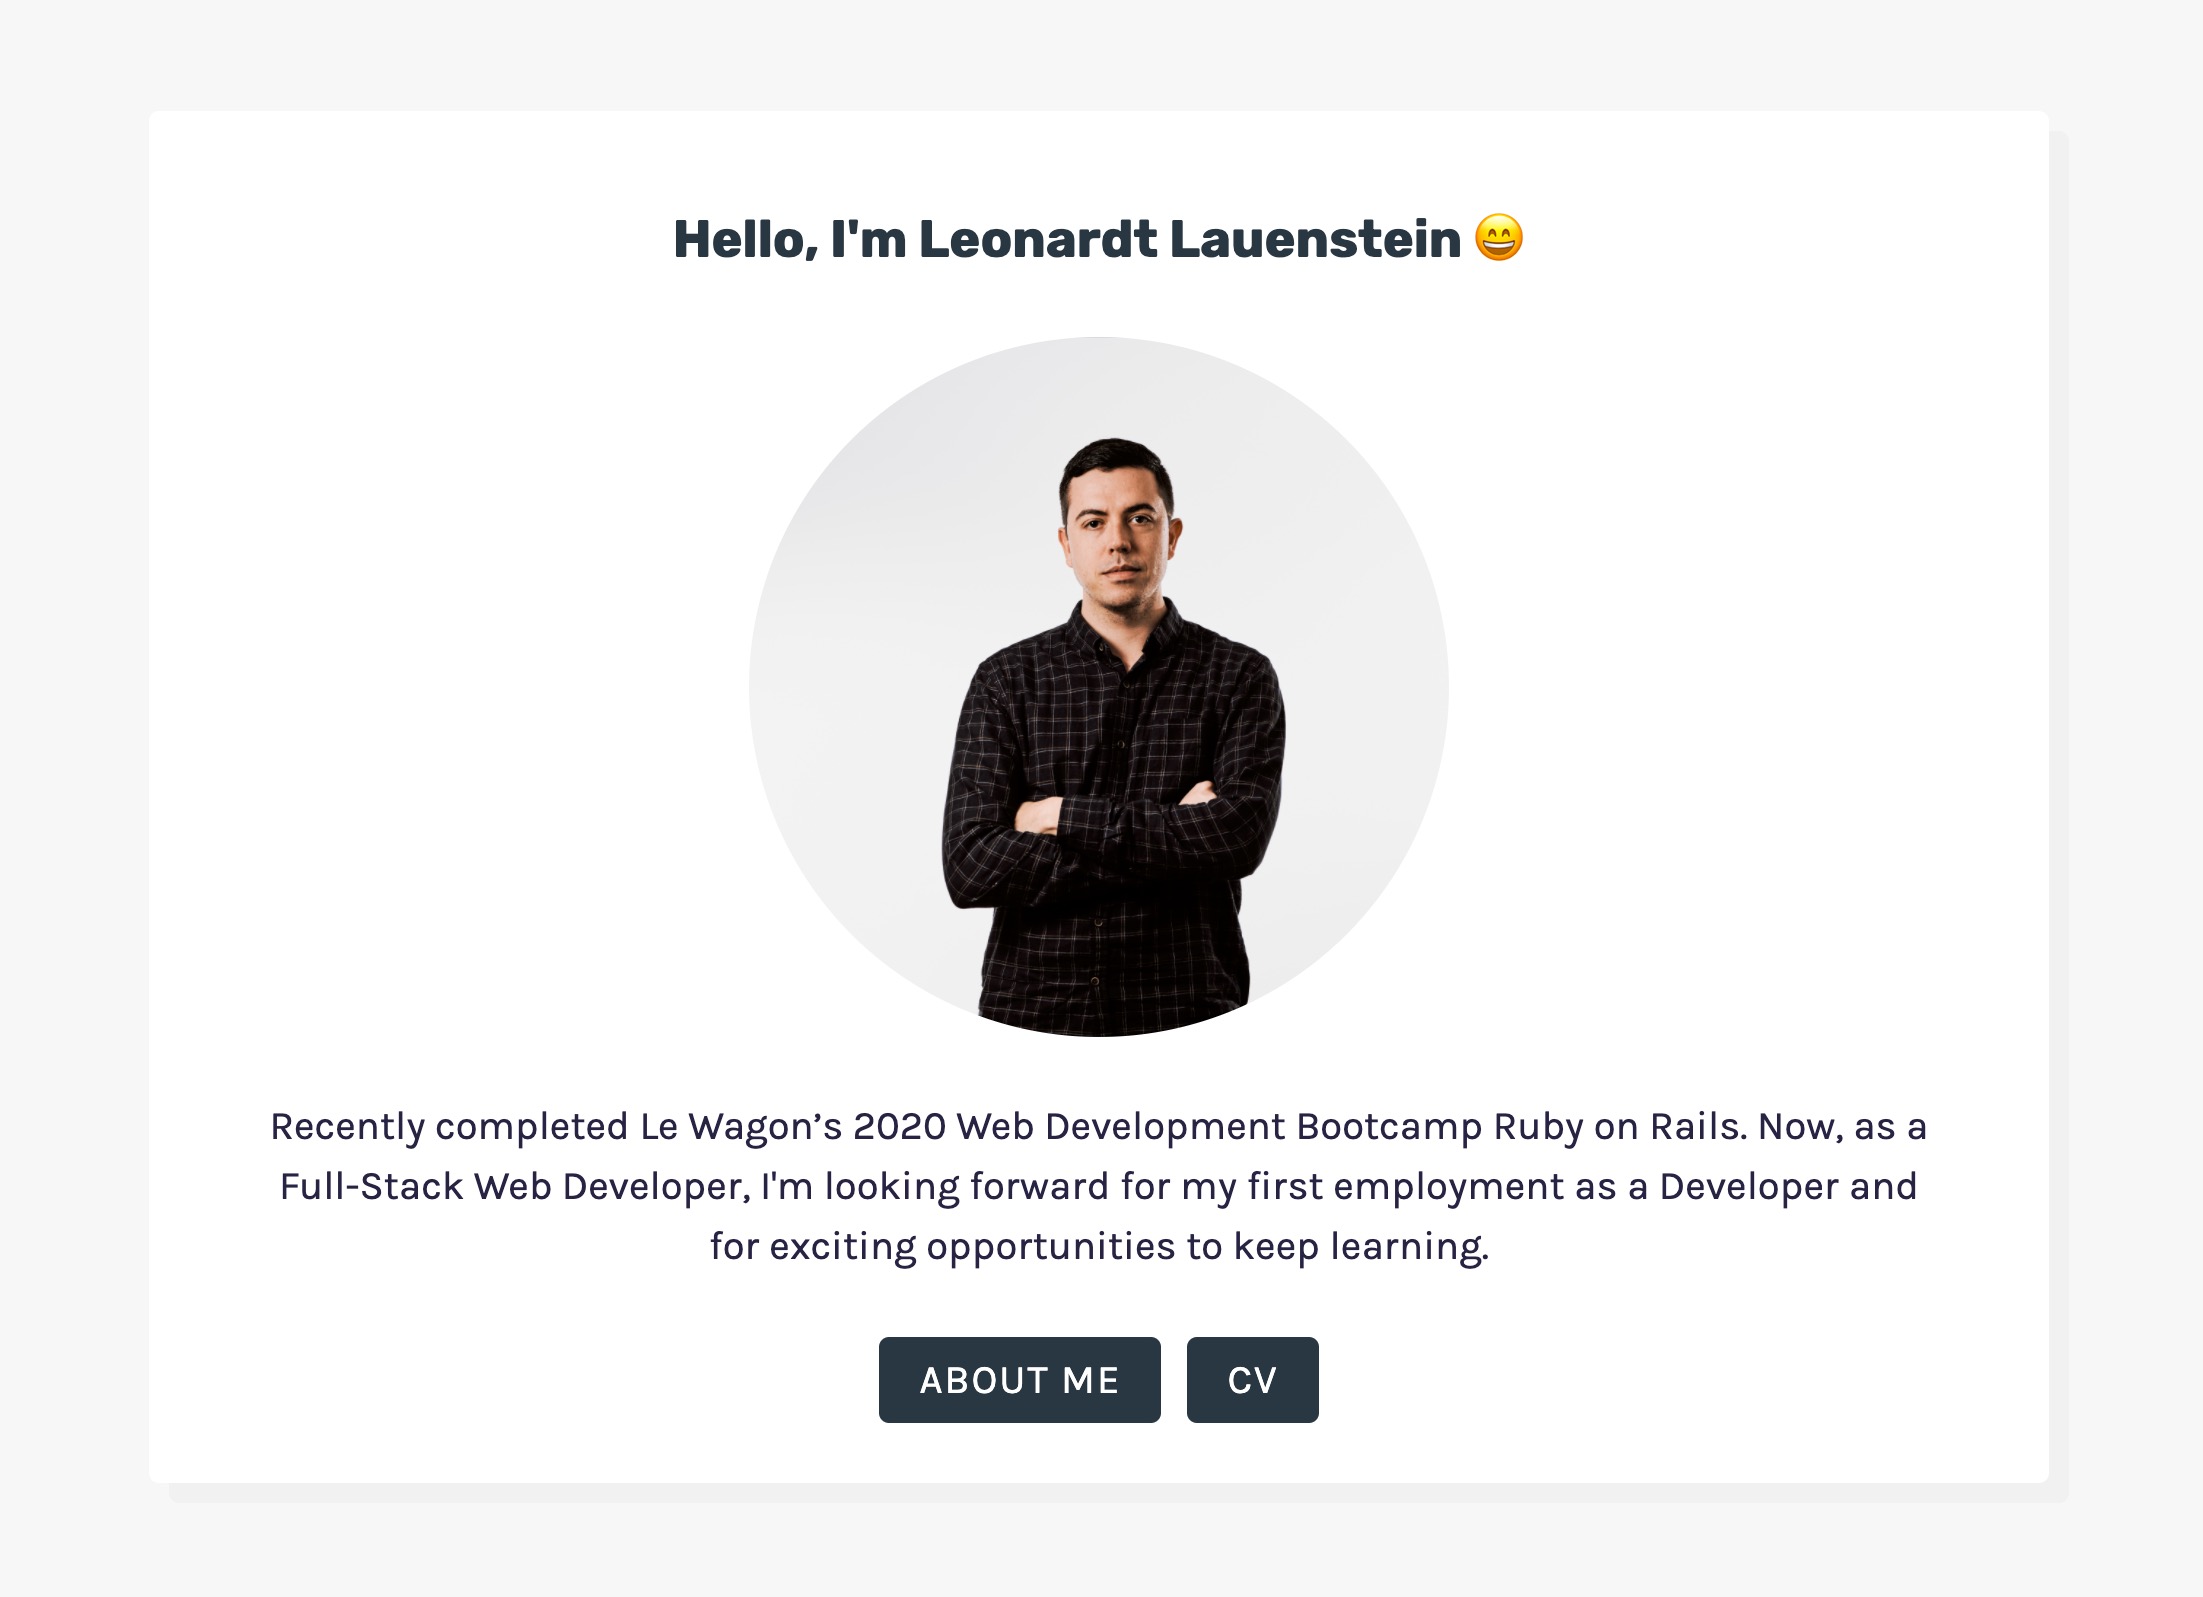 Hello, I'm Leonardt Lauenstein 😄
Recently completed Le Wagon’s 2020 Web Development Bootcamp Ruby on Rails. Now, as a
Full-Stack Web Developer, I'm looking forward for my first employment as a Developer and
for exciting opportunities to keep learning.
ABOUT ME
CV